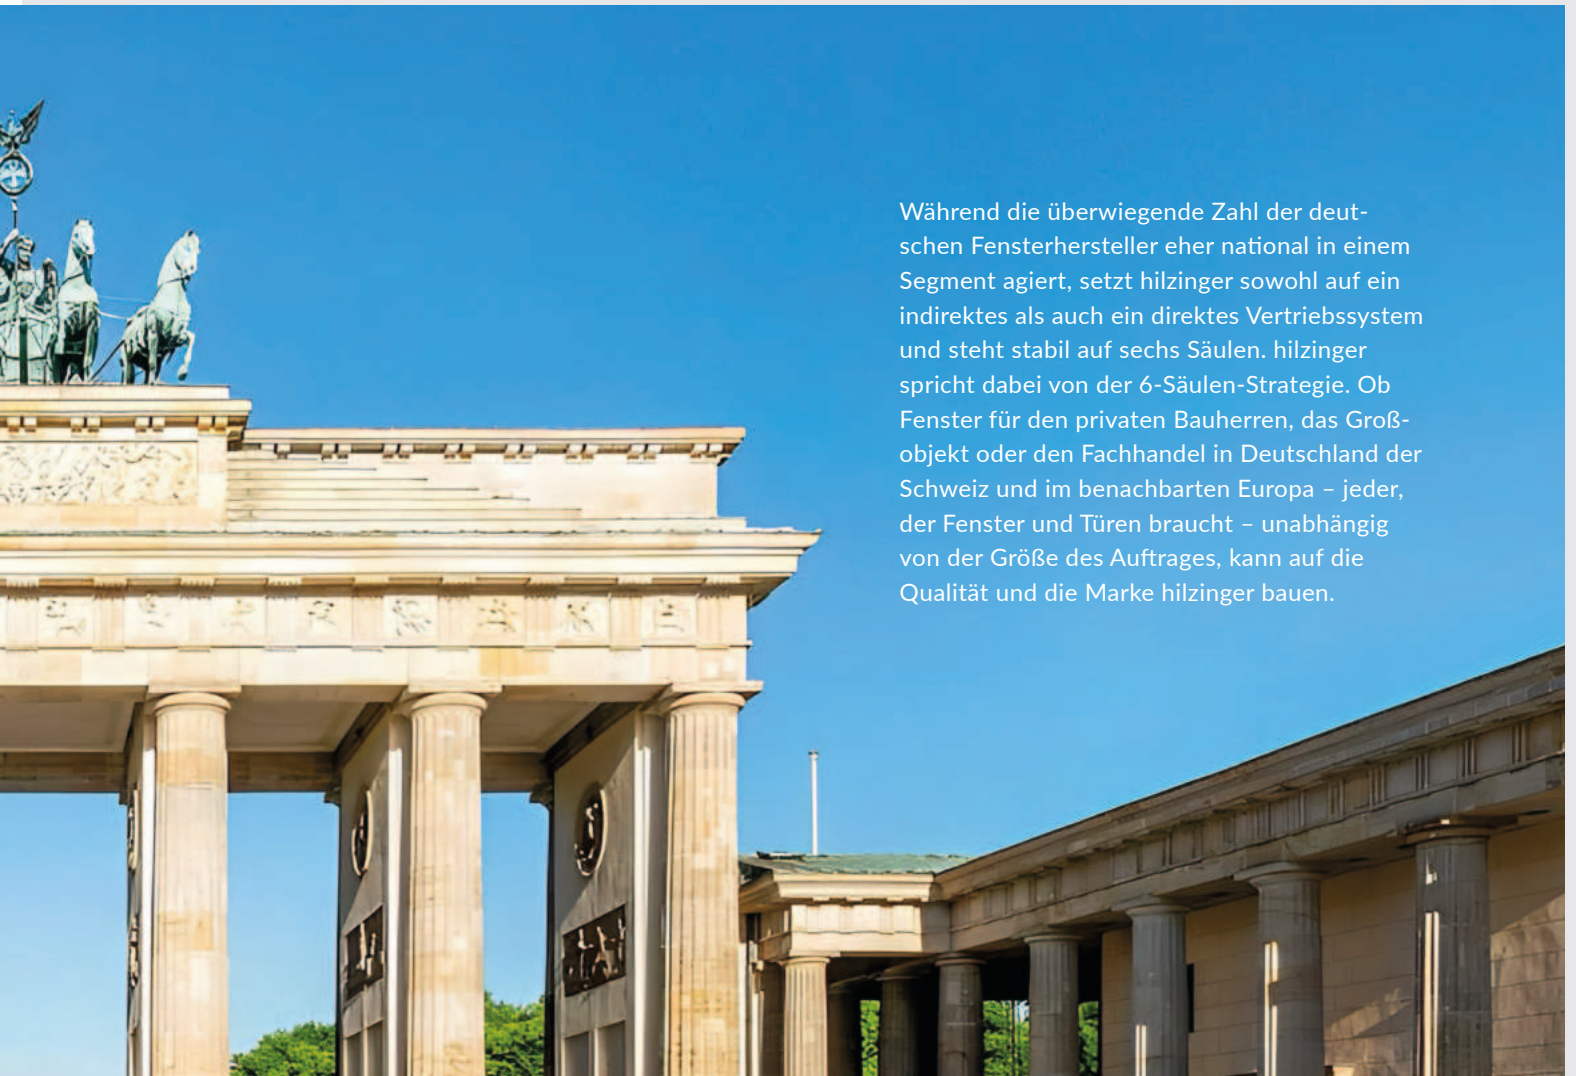 Während die überwiegende Zahl der deut-
schen Fensterhersteller eher national in einem
Segment agiert, setzt hilzinger sowohl auf ein
indirektes als auch ein direktes Vertriebssystem
und steht stabil auf sechs Säulen. hilzinger
spricht dabei von der 6-Säulen-Strategie. Ob
Fenster für den privaten Bauherren, das Groß-
objekt oder den Fachhandel in Deutschland der
Schweiz und im benachbarten Europa – jeder,
der Fenster und Türen braucht – unabhängig
von der Größe des Auftrages, kann auf die
Qualität und die Marke hilzinger bauen.